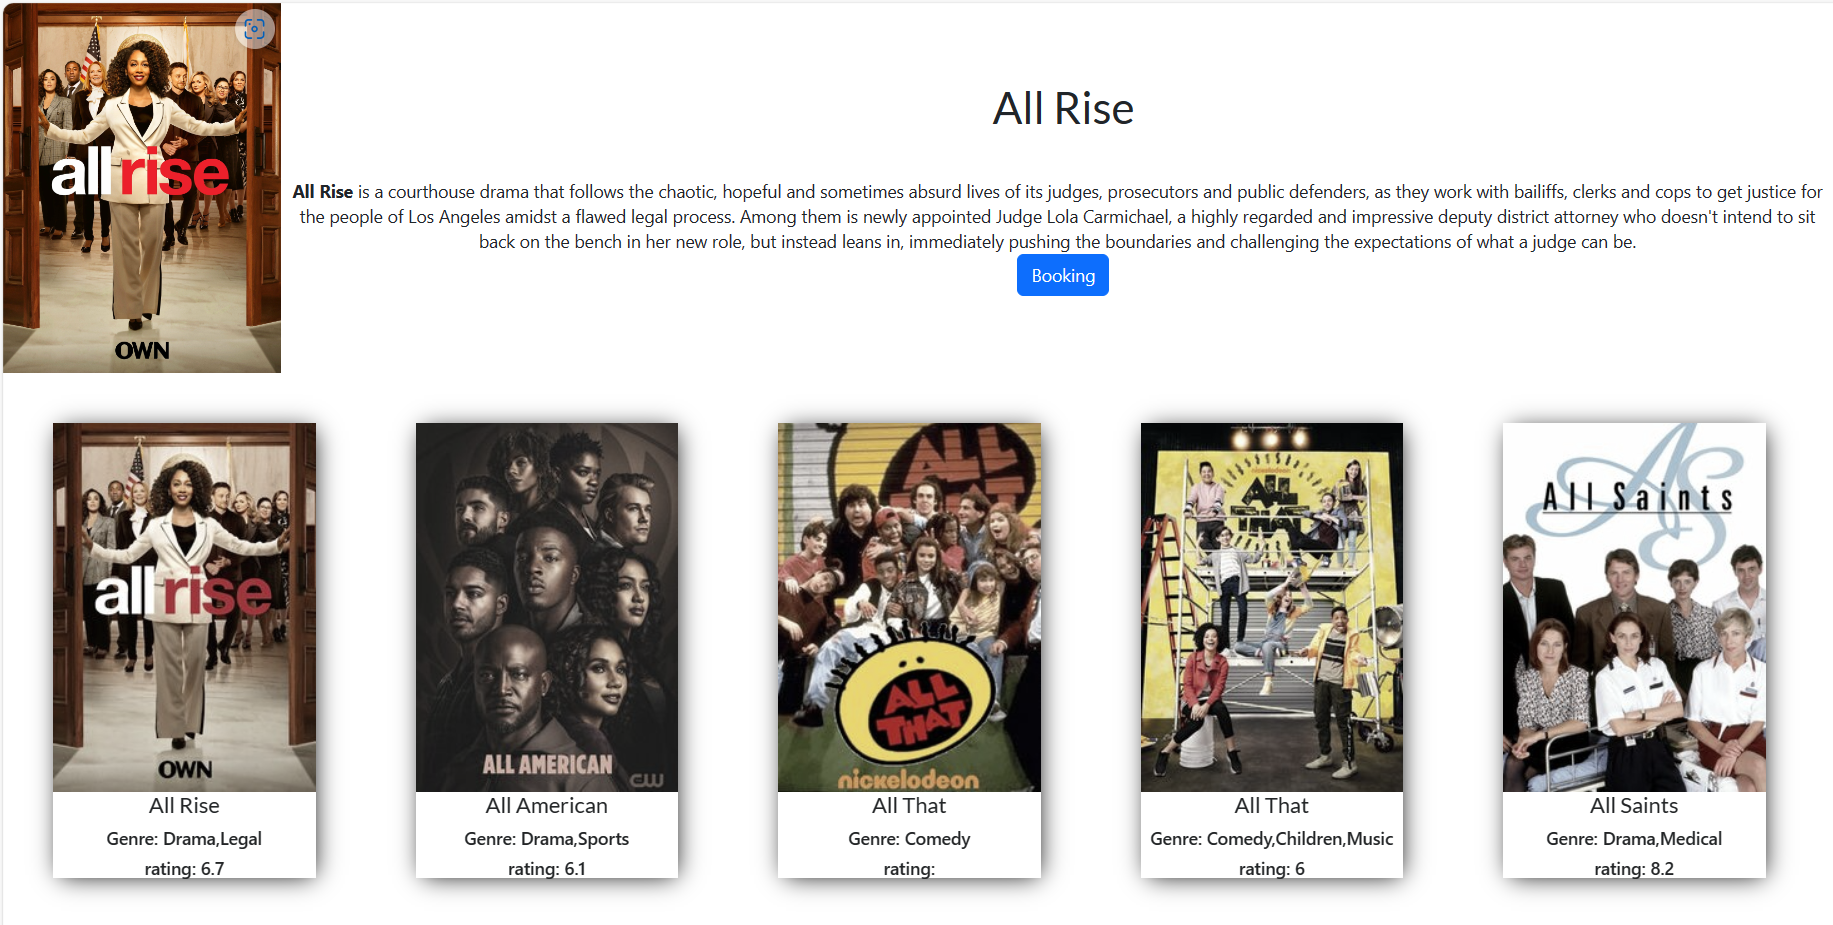 all rise
OWN
All Rise
All Rise is a courthouse drama that follows the chaotic, hopeful and sometimes absurd lives of its judges, prosecutors and public defenders, as they work with bailiffs, clerks and cops to get justice for
the people of Los Angeles amidst a flawed legal process. Among them is newly appointed Judge Lola Carmichael, a highly regarded and impressive deputy district attorney who doesn't intend to sit
back on the bench in her new role, but instead leans in, immediately pushing the boundaries and challenging the expectations of what a judge can be.
Booking
all rise
OWN
All Rise
Genre: Drama,Legal
rating: 6.7
ALL AMERICAN
CW
All American
Genre: Drama,Sports
rating: 6.1
ALL
THAT
ALL
THAT
nickelodeon
All That
Genre: Comedy
rating:
nickelodeon
ALL
THAT
All That
Genre: Comedy,Children,Music
rating: 6
AS
All Saints
All Saints
Genre: Drama,Medical
rating: 8.2